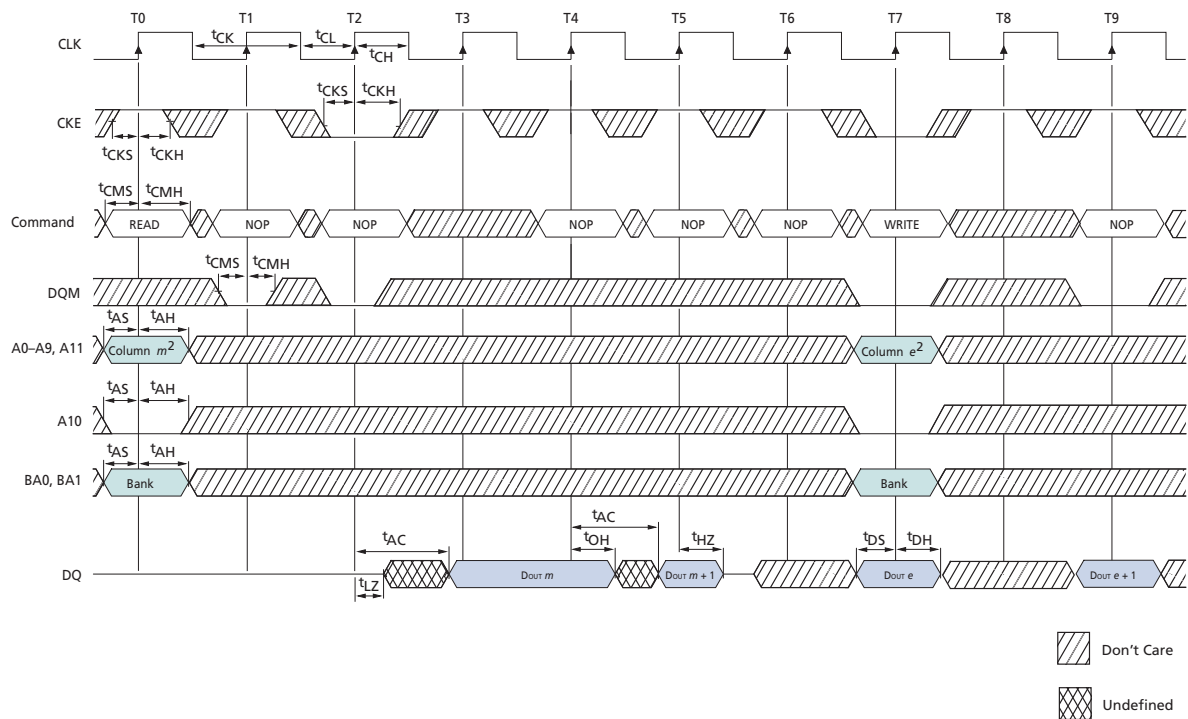 T0 T1 T2 T3 T4 T5 T6 T7 T8 T9
CLK
tCK tCL
tCH
tCKS tCKH
CKE
tCKS tCKH
tCMS tCMH
Command READ NOP NOP NOP NOP NOP WRITE NOP
tCMS tCMH
DQM
tAS tAH
A0–A9, A11 Column m2 Column e2
tAS tAH
A10
tAS tAH
BA0, BA1 Bank Bank
tAC
tAC tOH tHZ tDS tDH
DQ DOUT m DOUT m + 1 DOUT e DOUT e + 1
tLZ
Don't Care
Undefined